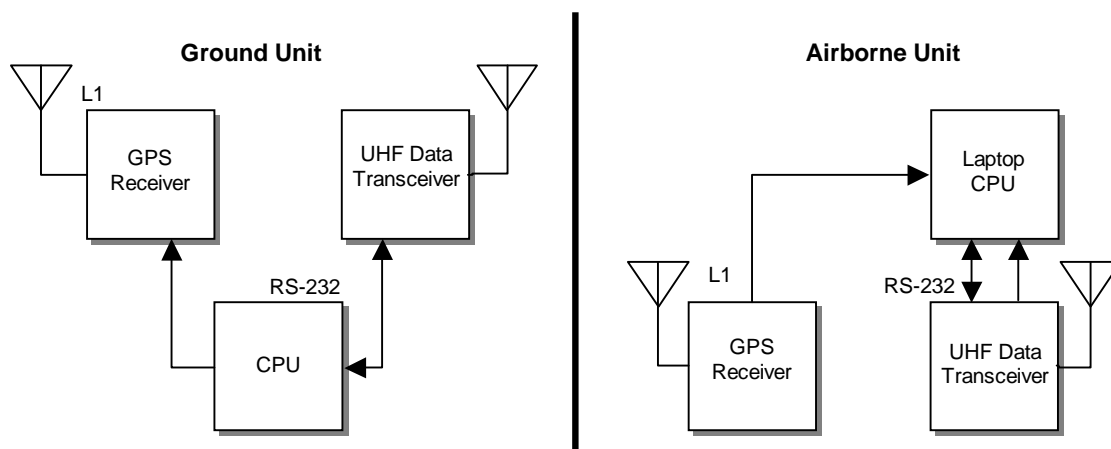 Ground Unit
L1
GPS
Receiver
UHF Data
Transceiver
RS-232
CPU
Airborne Unit
Laptop
CPU
L1
RS-232
GPS
Receiver
UHF Data
Transceiver